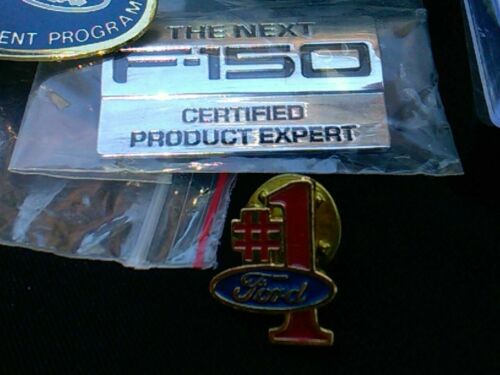 ENT PROGRAM
THE NEXT
F-150
CERTIFIED
PRODUCT EXPERT
#1
Ford